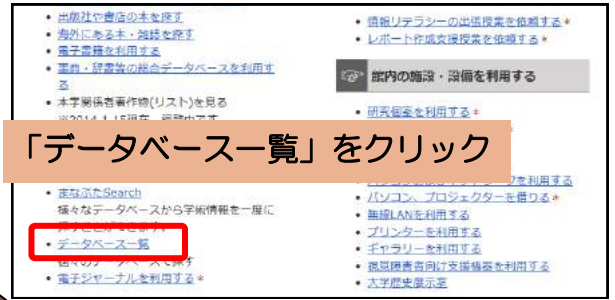 ・出版社や書店の本を探す
・海外にある本・雑誌を探す
・電子書籍を利用する
・事典・辞書等の総合データベースを利用す
る
・本学関係者著作物(リスト)を見る
「データベース一覧」をクリック
・まなぶたSearch
様々なデータベースから学術情報を一度に
・データベース一覧
・電子ジャーナルを利用する*
・情報リテラシーの出張授業を依頼する*
・レポート作成支援授業を依頼する*
館内の施設・設備を利用する
・研究個室を利用する*
・パソコン、プロジェクターを借りる*
・無線LANを利用する
・プリンターを利用する
・ギャラリーを利用する
・視覚障害者向け支援機器を利用する
・大学歴史展示室